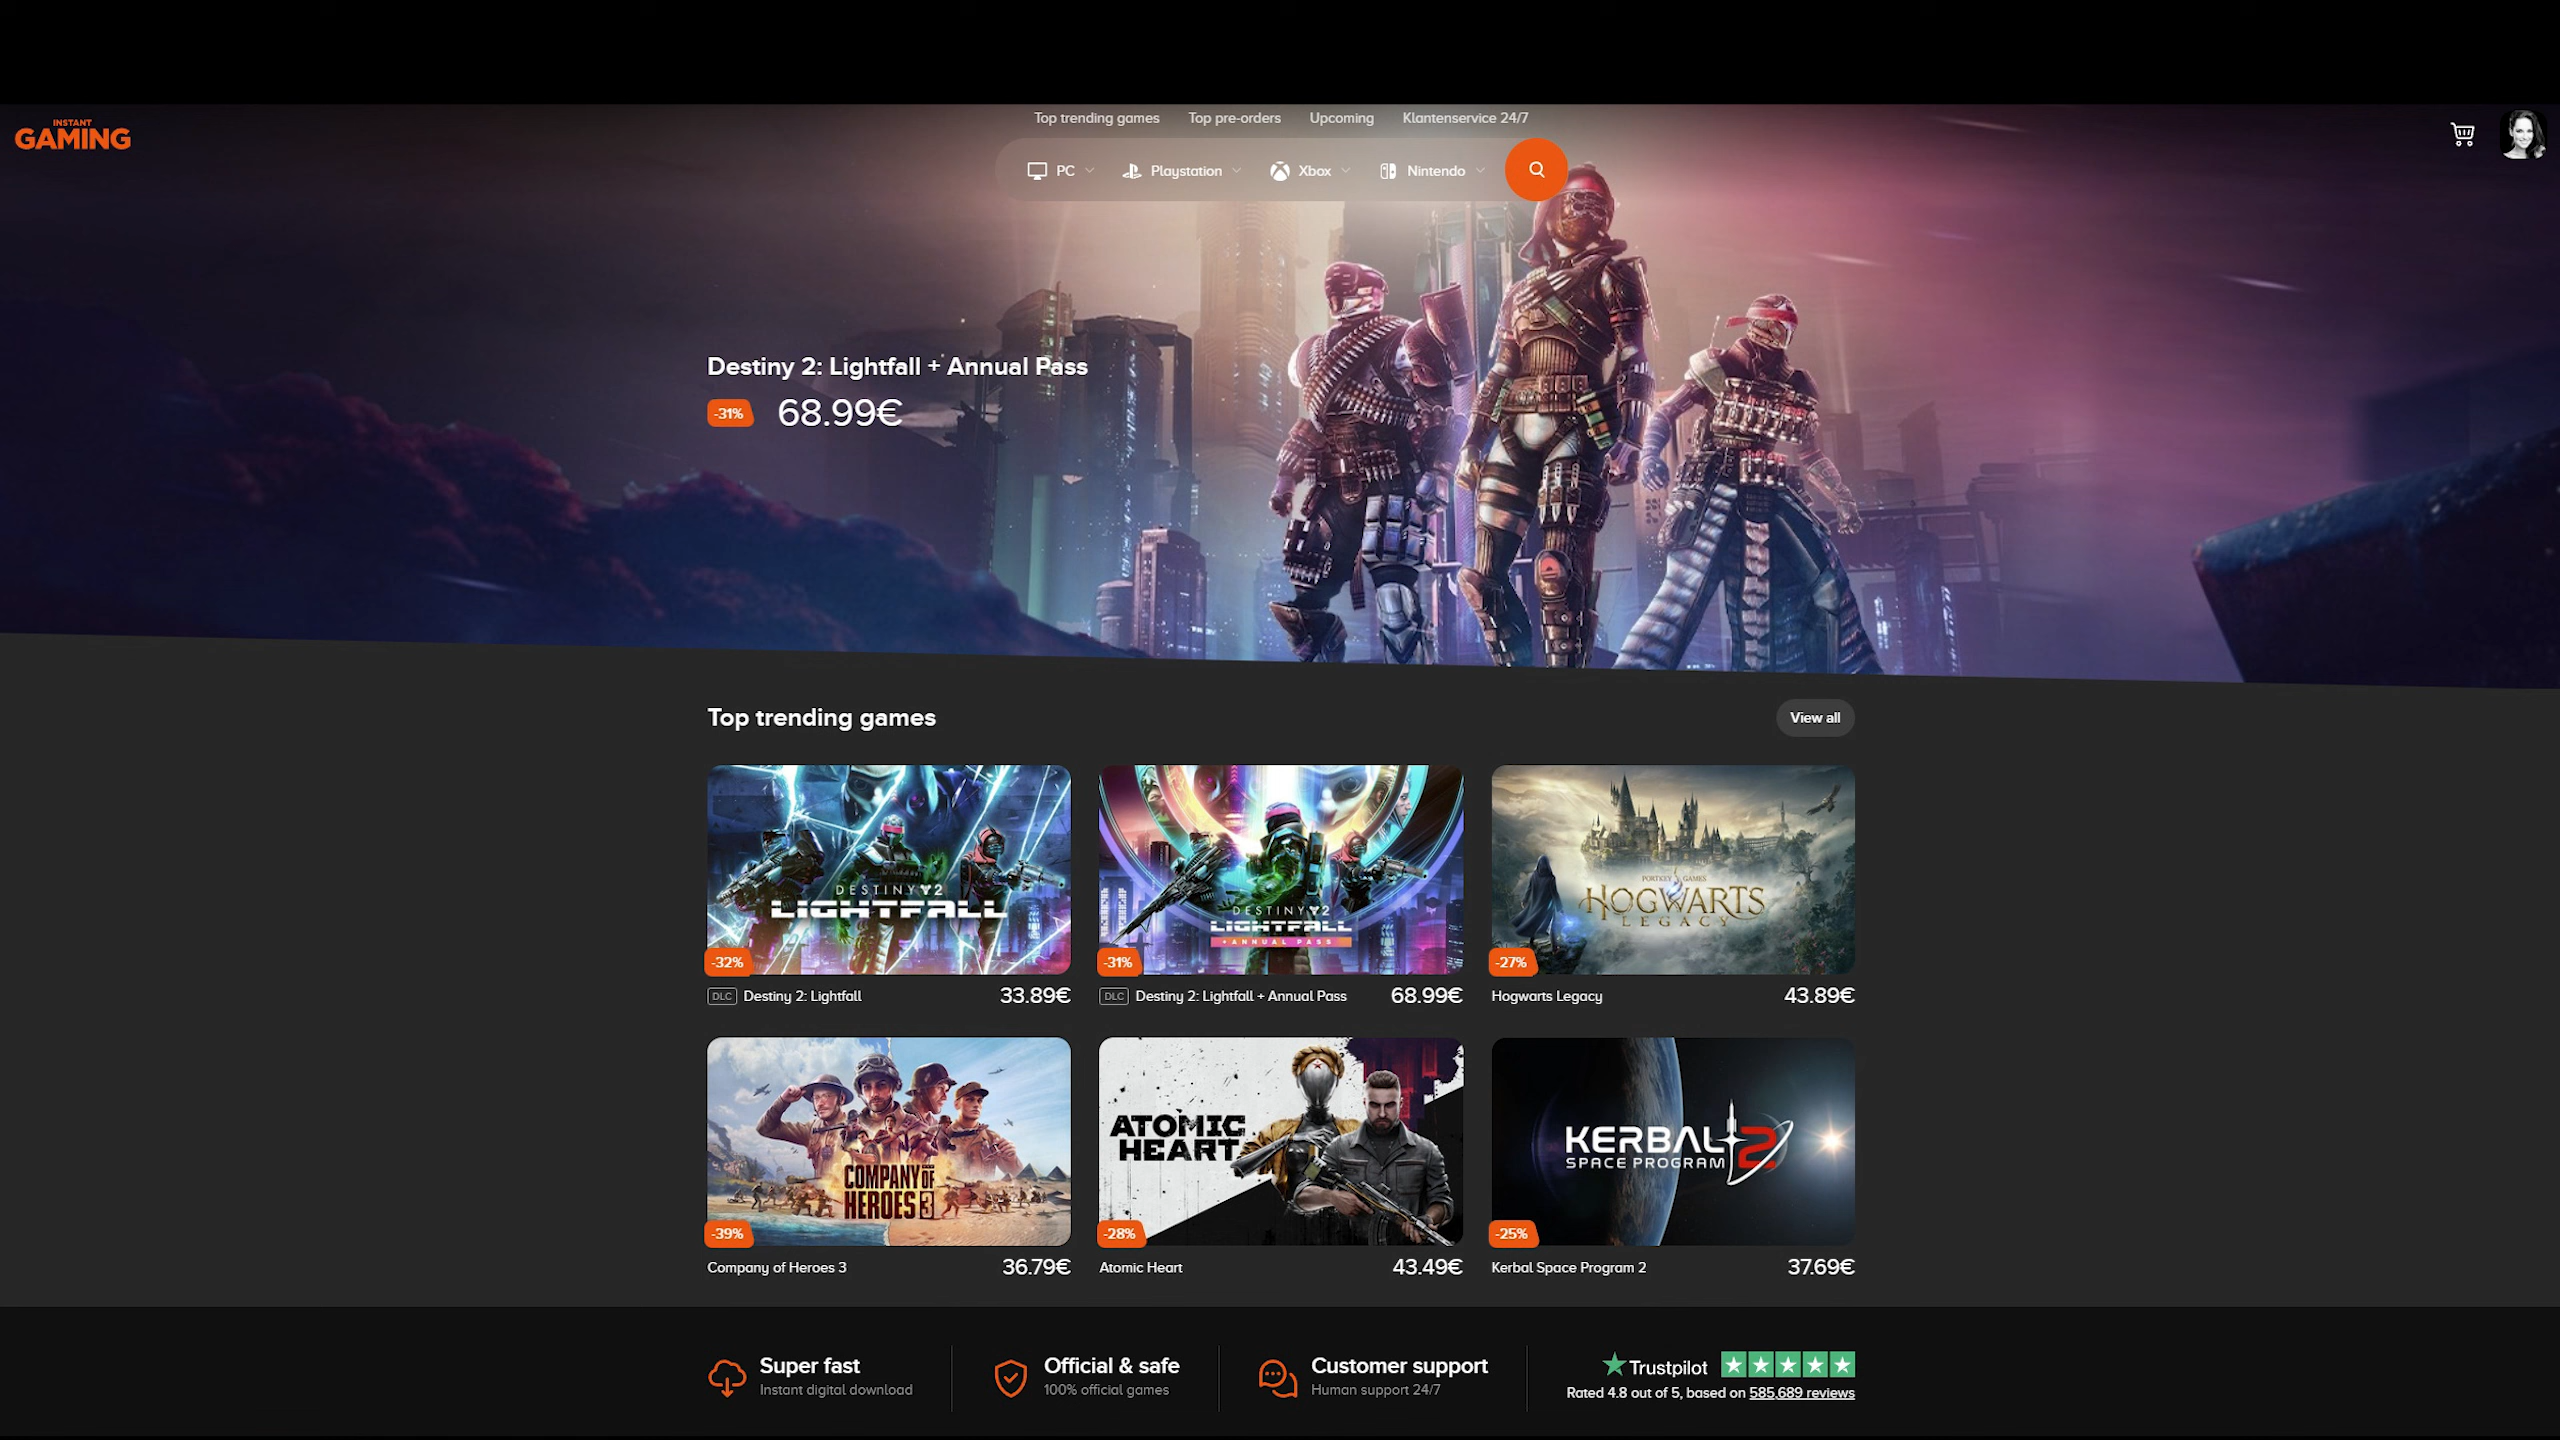 INSTANT
GAMING
Top trending games Top pre-orders Upcoming Klantenservice 24/7
PC Playstation Xbox Nintendo
Destiny 2: Lightfall + Annual Pass
-31% 68.99€
Top trending games
View all
DESTINY 2
LIGHTFALL
-32%
DLC Destiny 2: Lightfall 33.89€
DESTINY 2
LIGHTFALL
+ ANNUAL PASS
-31%
DLC Destiny 2: Lightfall + Annual Pass 68.99€
PORTKEY GAMES
HOGWARTS
LEGACY
-27%
Hogwarts Legacy 43.89€
COMPANY OF
HEROES 3
-39%
Company of Heroes 3 36.79€
ATOMIC
HEART
-28%
Atomic Heart 43.49€
KERBAL 2
SPACE PROGRAM
-25%
Kerbal Space Program 2 37.69€
Super fast
Instant digital download
Official & safe
100% official games
Customer support
Human support 24/7
Trustpilot
Rated 4.8 out of 5, based on 585,689 reviews